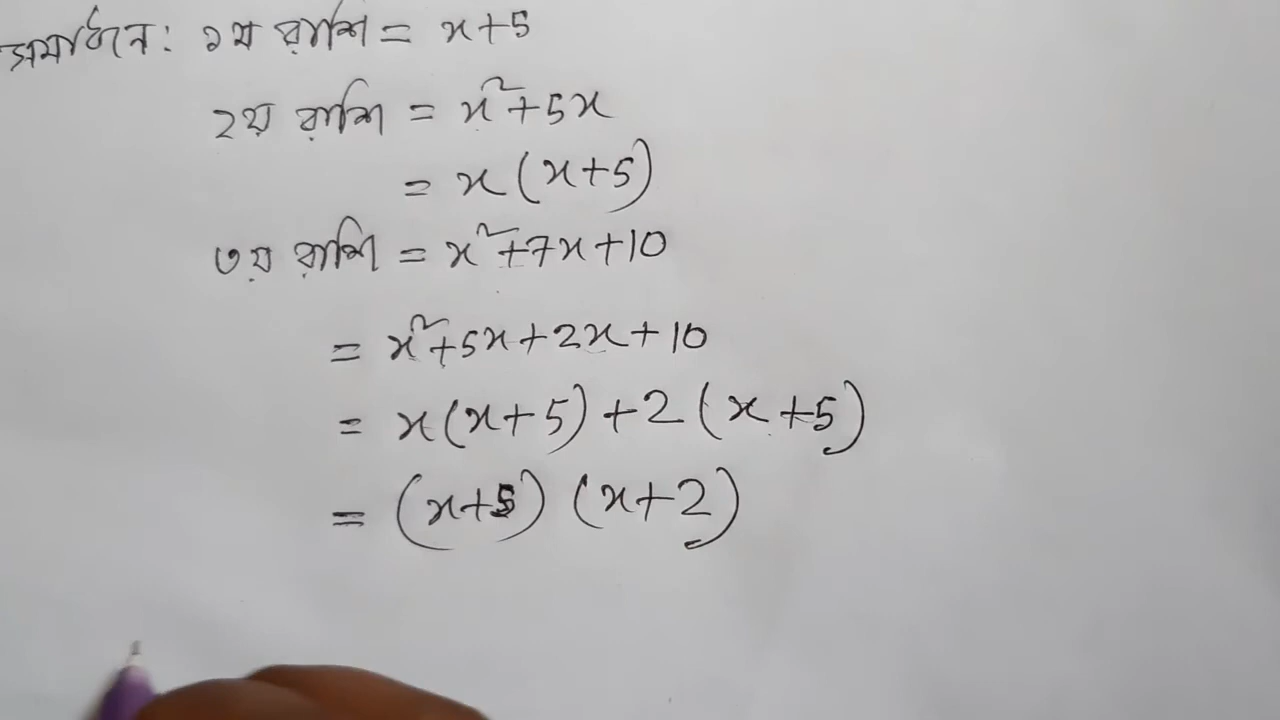 সমাধান: ১ম রাশি = x+5
২য় রাশি = x²+5x
= x(x+5)
৩য় রাশি = x²+7x+10
= x²+5x+2x+10
= x(x+5)+2(x+5)
= (x+5) (x+2)